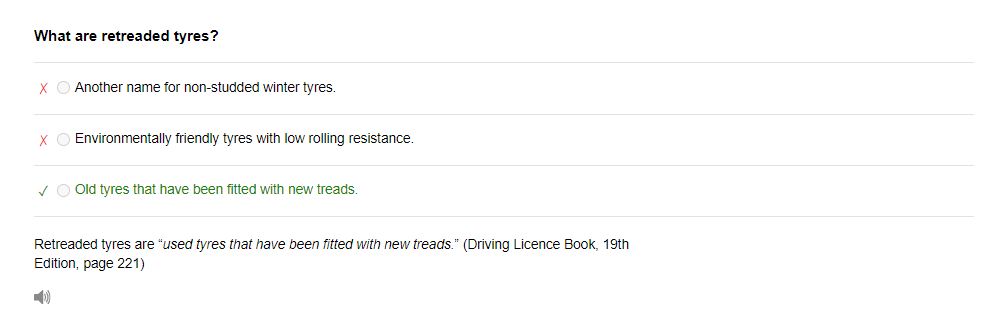 What are retreaded tyres?
✗ Another name for non-studded winter tyres.
✗ Environmentally friendly tyres with low rolling resistance.
✓ Old tyres that have been fitted with new treads.
Retreaded tyres are “used tyres that have been fitted with new treads.” (Driving Licence Book, 19th
Edition, page 221)